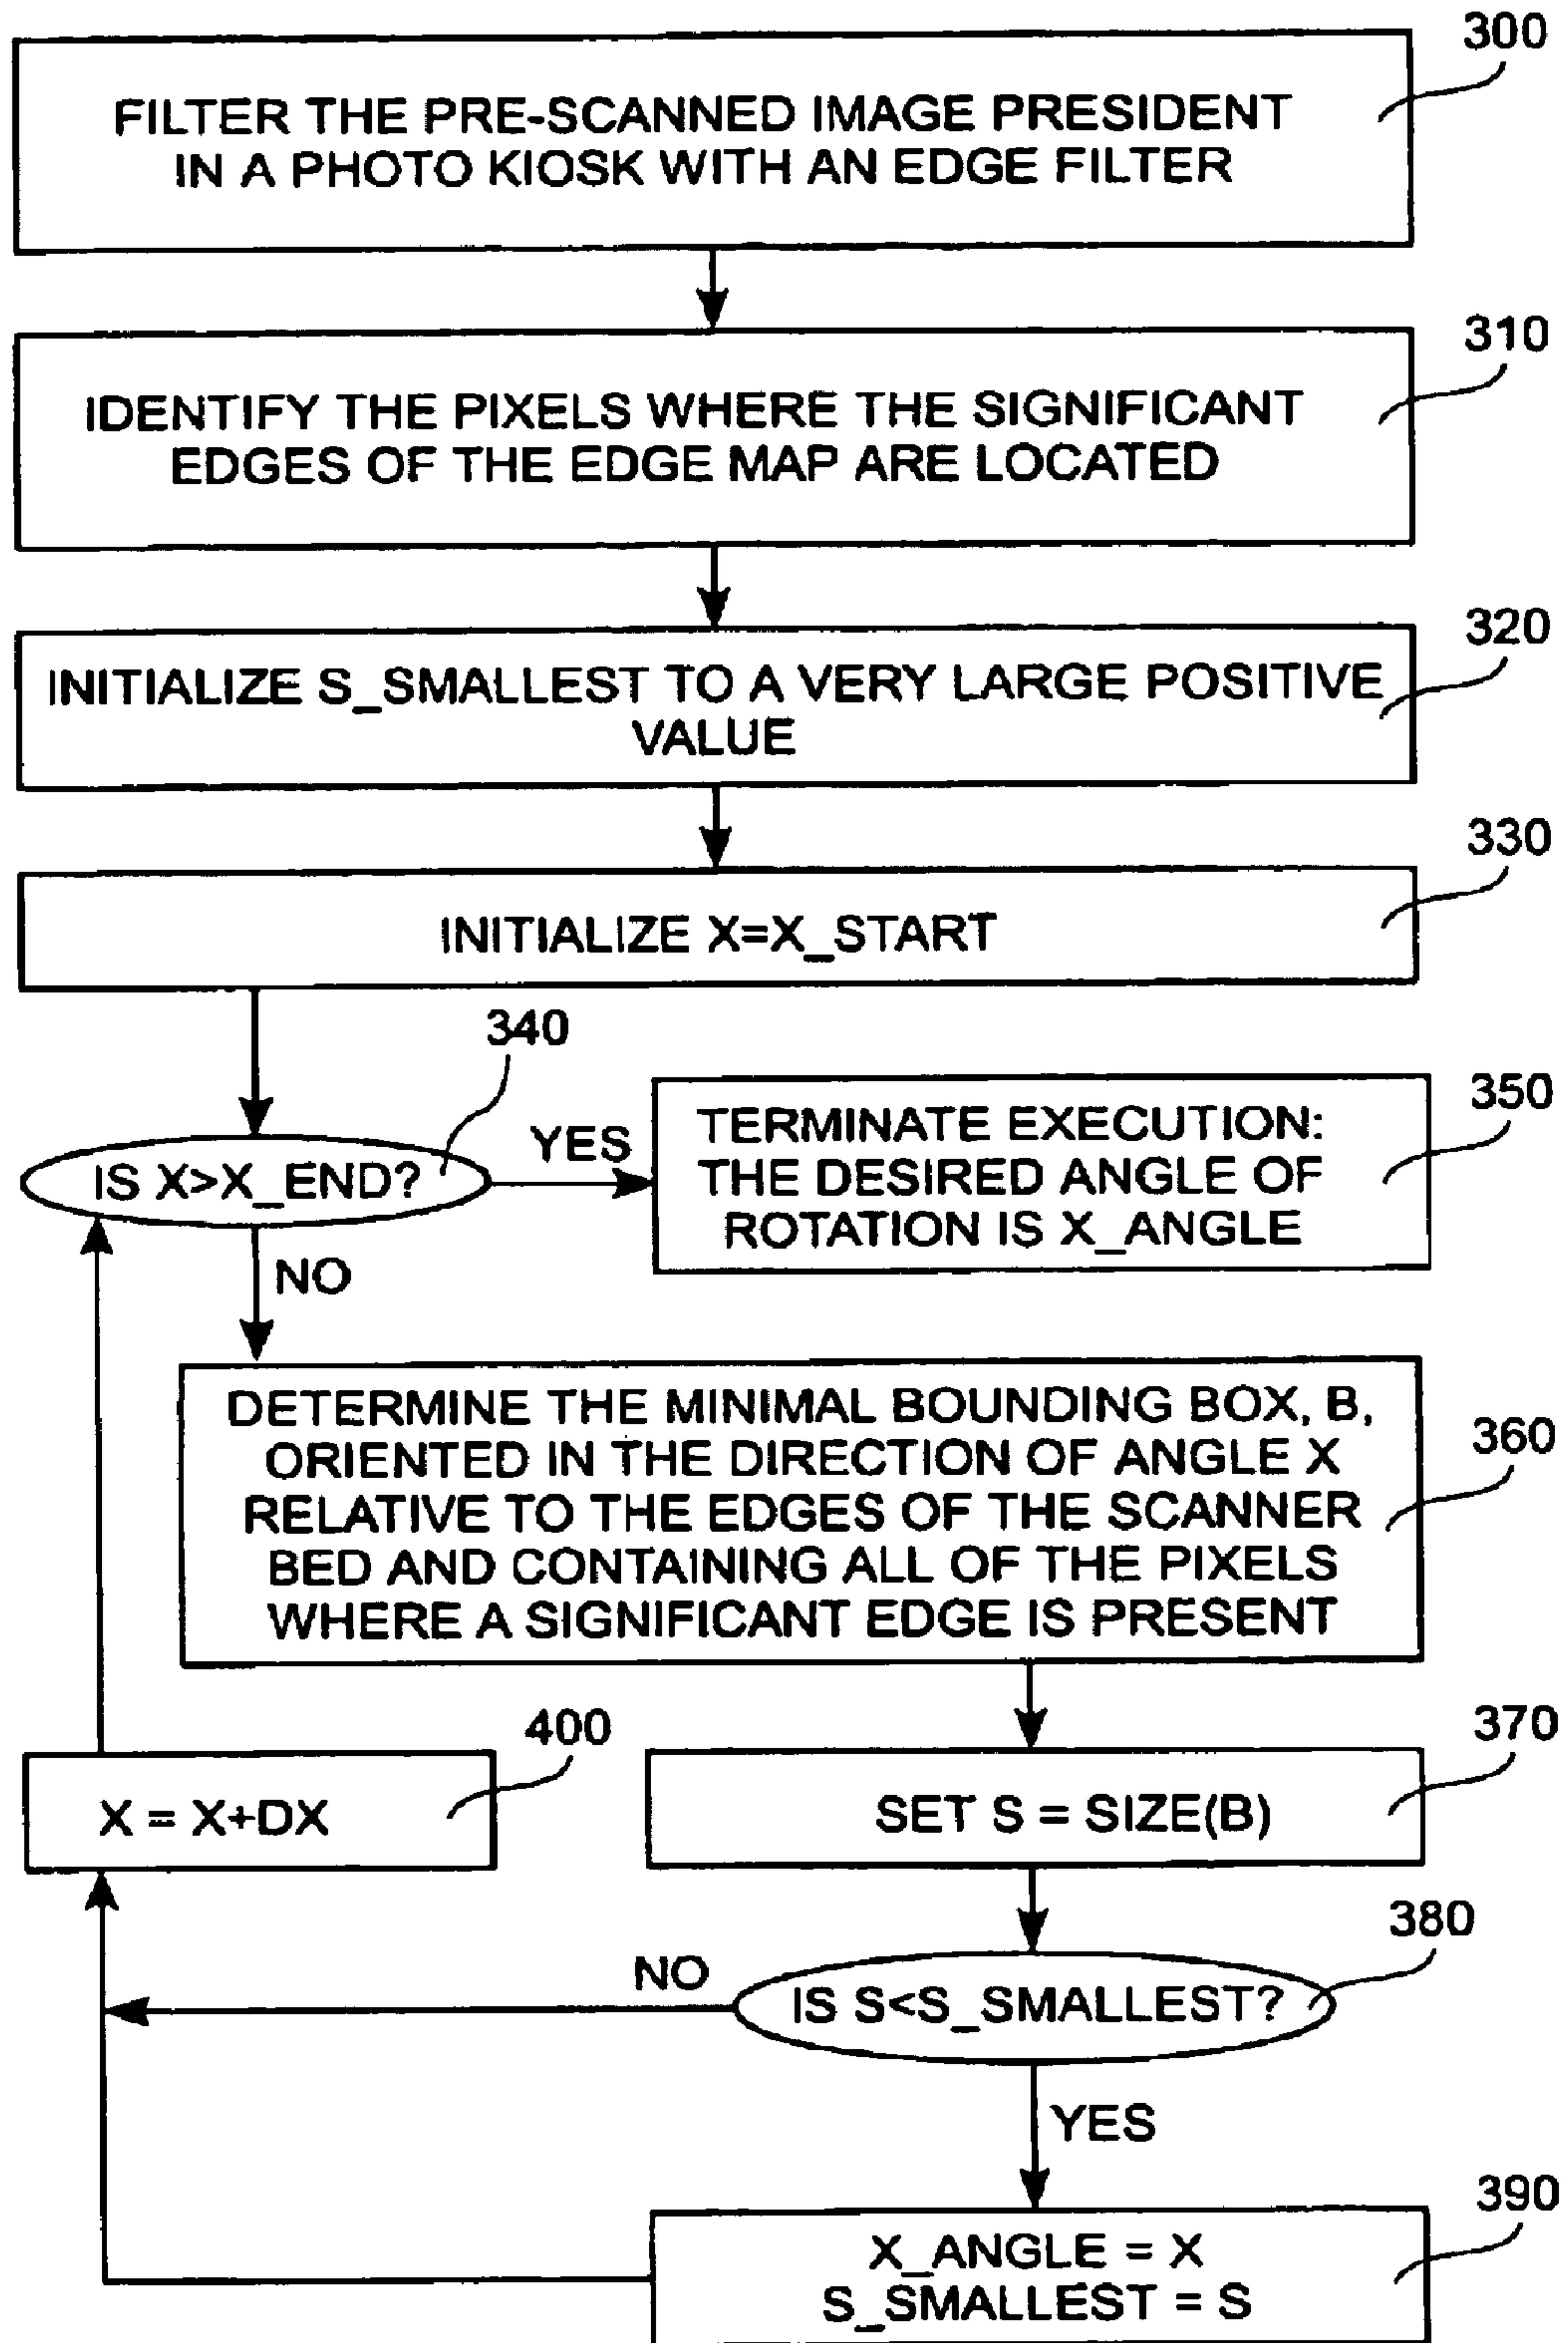 300
FILTER THE PRE-SCANNED IMAGE PRESIDENT
IN A PHOTO KIOSK WITH AN EDGE FILTER
310
IDENTIFY THE PIXELS WHERE THE SIGNIFICANT
EDGES OF THE EDGE MAP ARE LOCATED
320
INITIALIZE S_SMALLEST TO A VERY LARGE POSITIVE
VALUE
330
INITIALIZE X=X_START
340
IS X>X_END?
YES
NO
350
TERMINATE EXECUTION:
THE DESIRED ANGLE OF
ROTATION IS X_ANGLE
360
DETERMINE THE MINIMAL BOUNDING BOX, B,
ORIENTED IN THE DIRECTION OF ANGLE X
RELATIVE TO THE EDGES OF THE SCANNER
BED AND CONTAINING ALL OF THE PIXELS
WHERE A SIGNIFICANT EDGE IS PRESENT
400
X = X+DX
370
SET S = SIZE(B)
380
IS S<S_SMALLEST?
NO
YES
390
X_ANGLE = X
S_SMALLEST = S